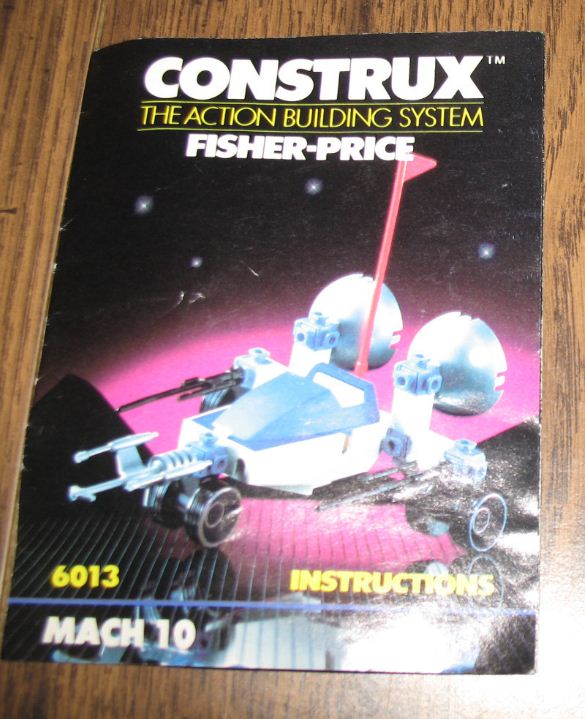 CONSTRUX™
THE ACTION BUILDING SYSTEM
FISHER-PRICE
6013 INSTRUCTIONS
MACH 10